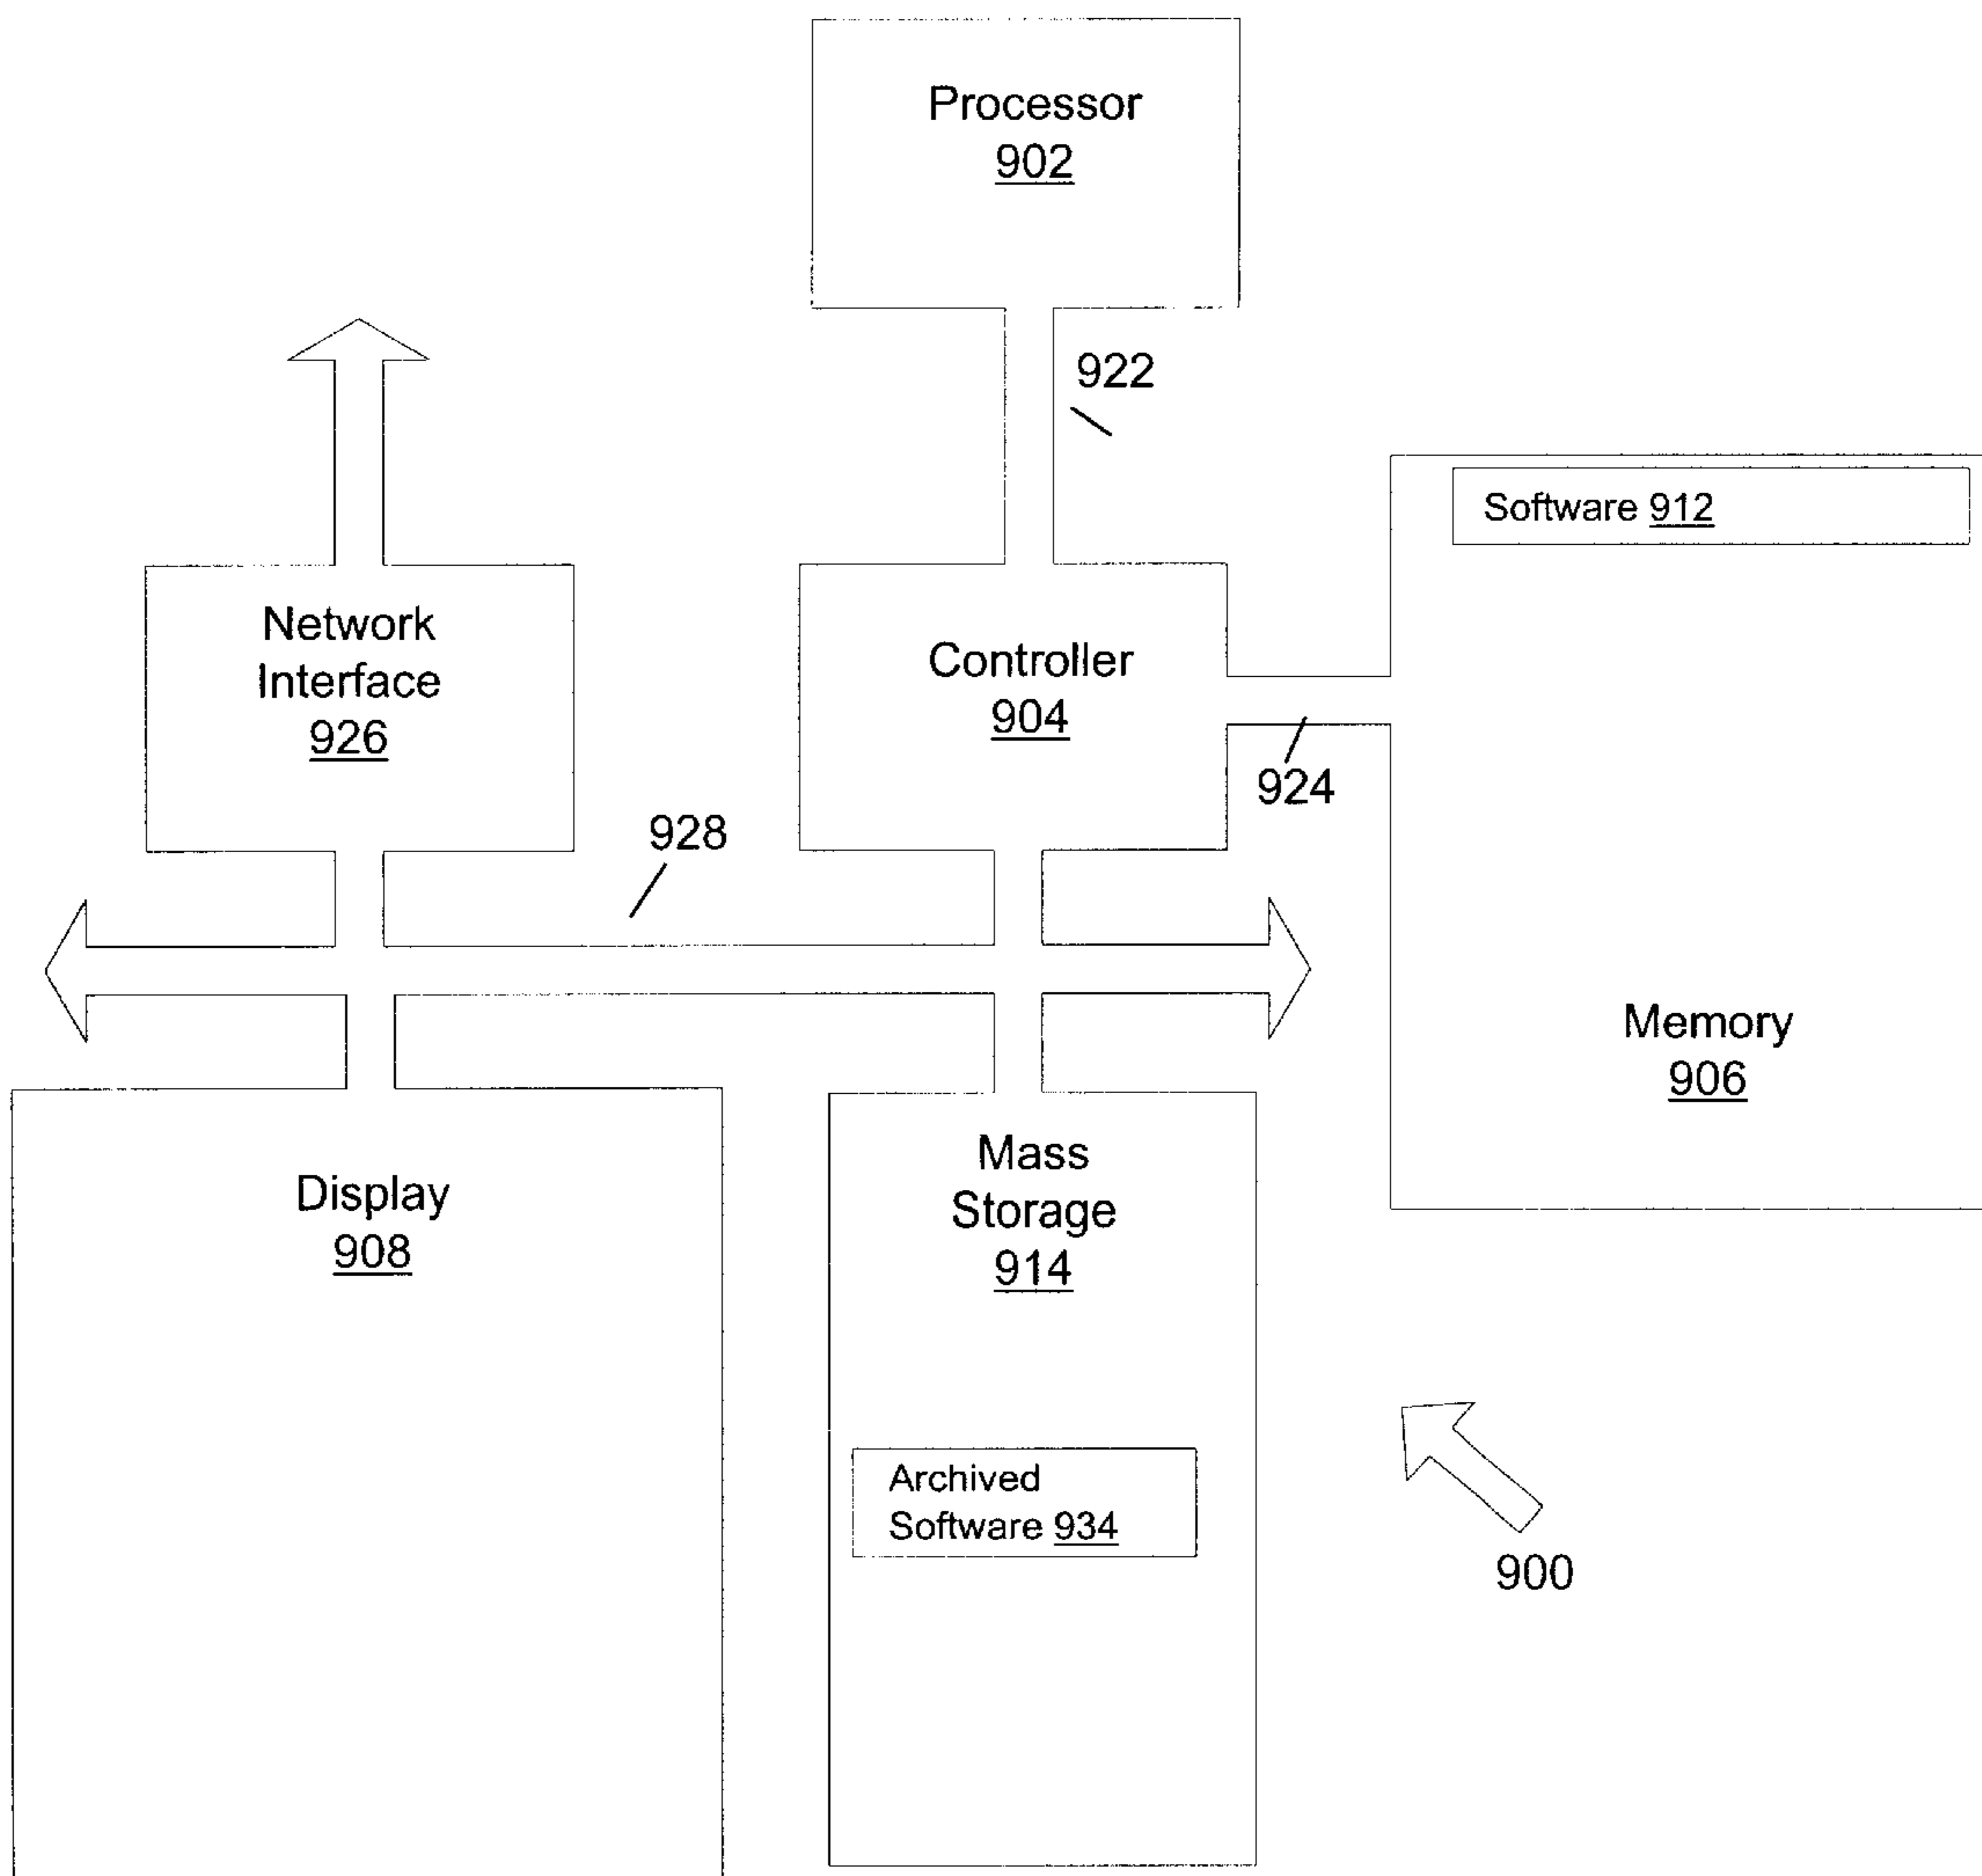 Processor
902
922
Software 912
Network
Interface
926
Controller
904
924
928
Memory
906
Display
908
Mass
Storage
914
Archived
Software 934
900